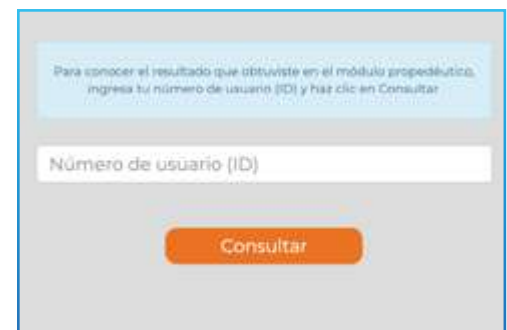 Para conocer el resultado que obtuviste en el módulo propedéutico,
ingresa tu número de usuario (ID) y haz clic en Consultar
Número de usuario (ID)
Consultar